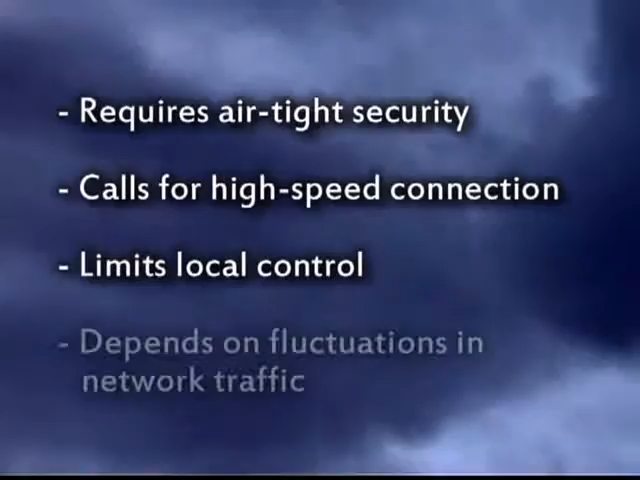 - Requires air-tight security
- Calls for high-speed connection
- Limits local control
- Depends on fluctuations in
network traffic